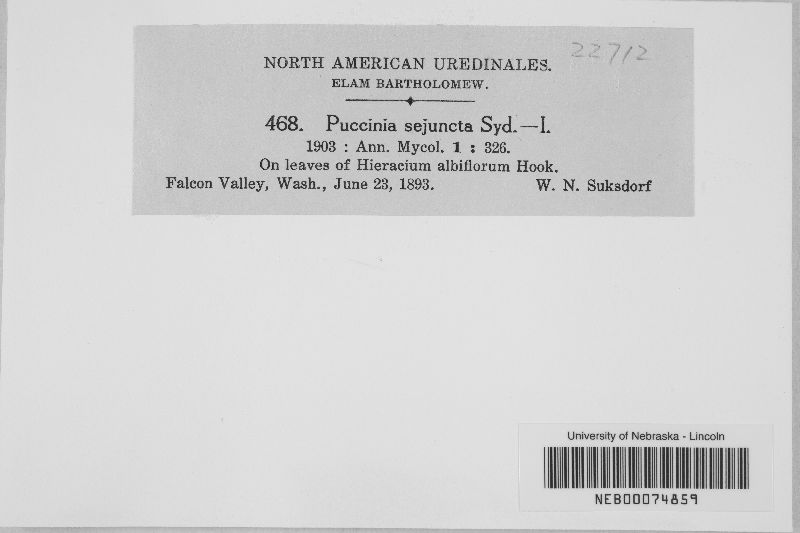 22712
NORTH AMERICAN UREDINALES.
ELAM BARTHOLOMEW.
468. Puccinia sejuncta Syd.—I.
1903 : Ann. Mycol. 1 : 326.
On leaves of Hieracium albiflorum Hook.
Falcon Valley, Wash., June 23, 1893. W. N. Suksdorf
University of Nebraska - Lincoln
NEB00074859